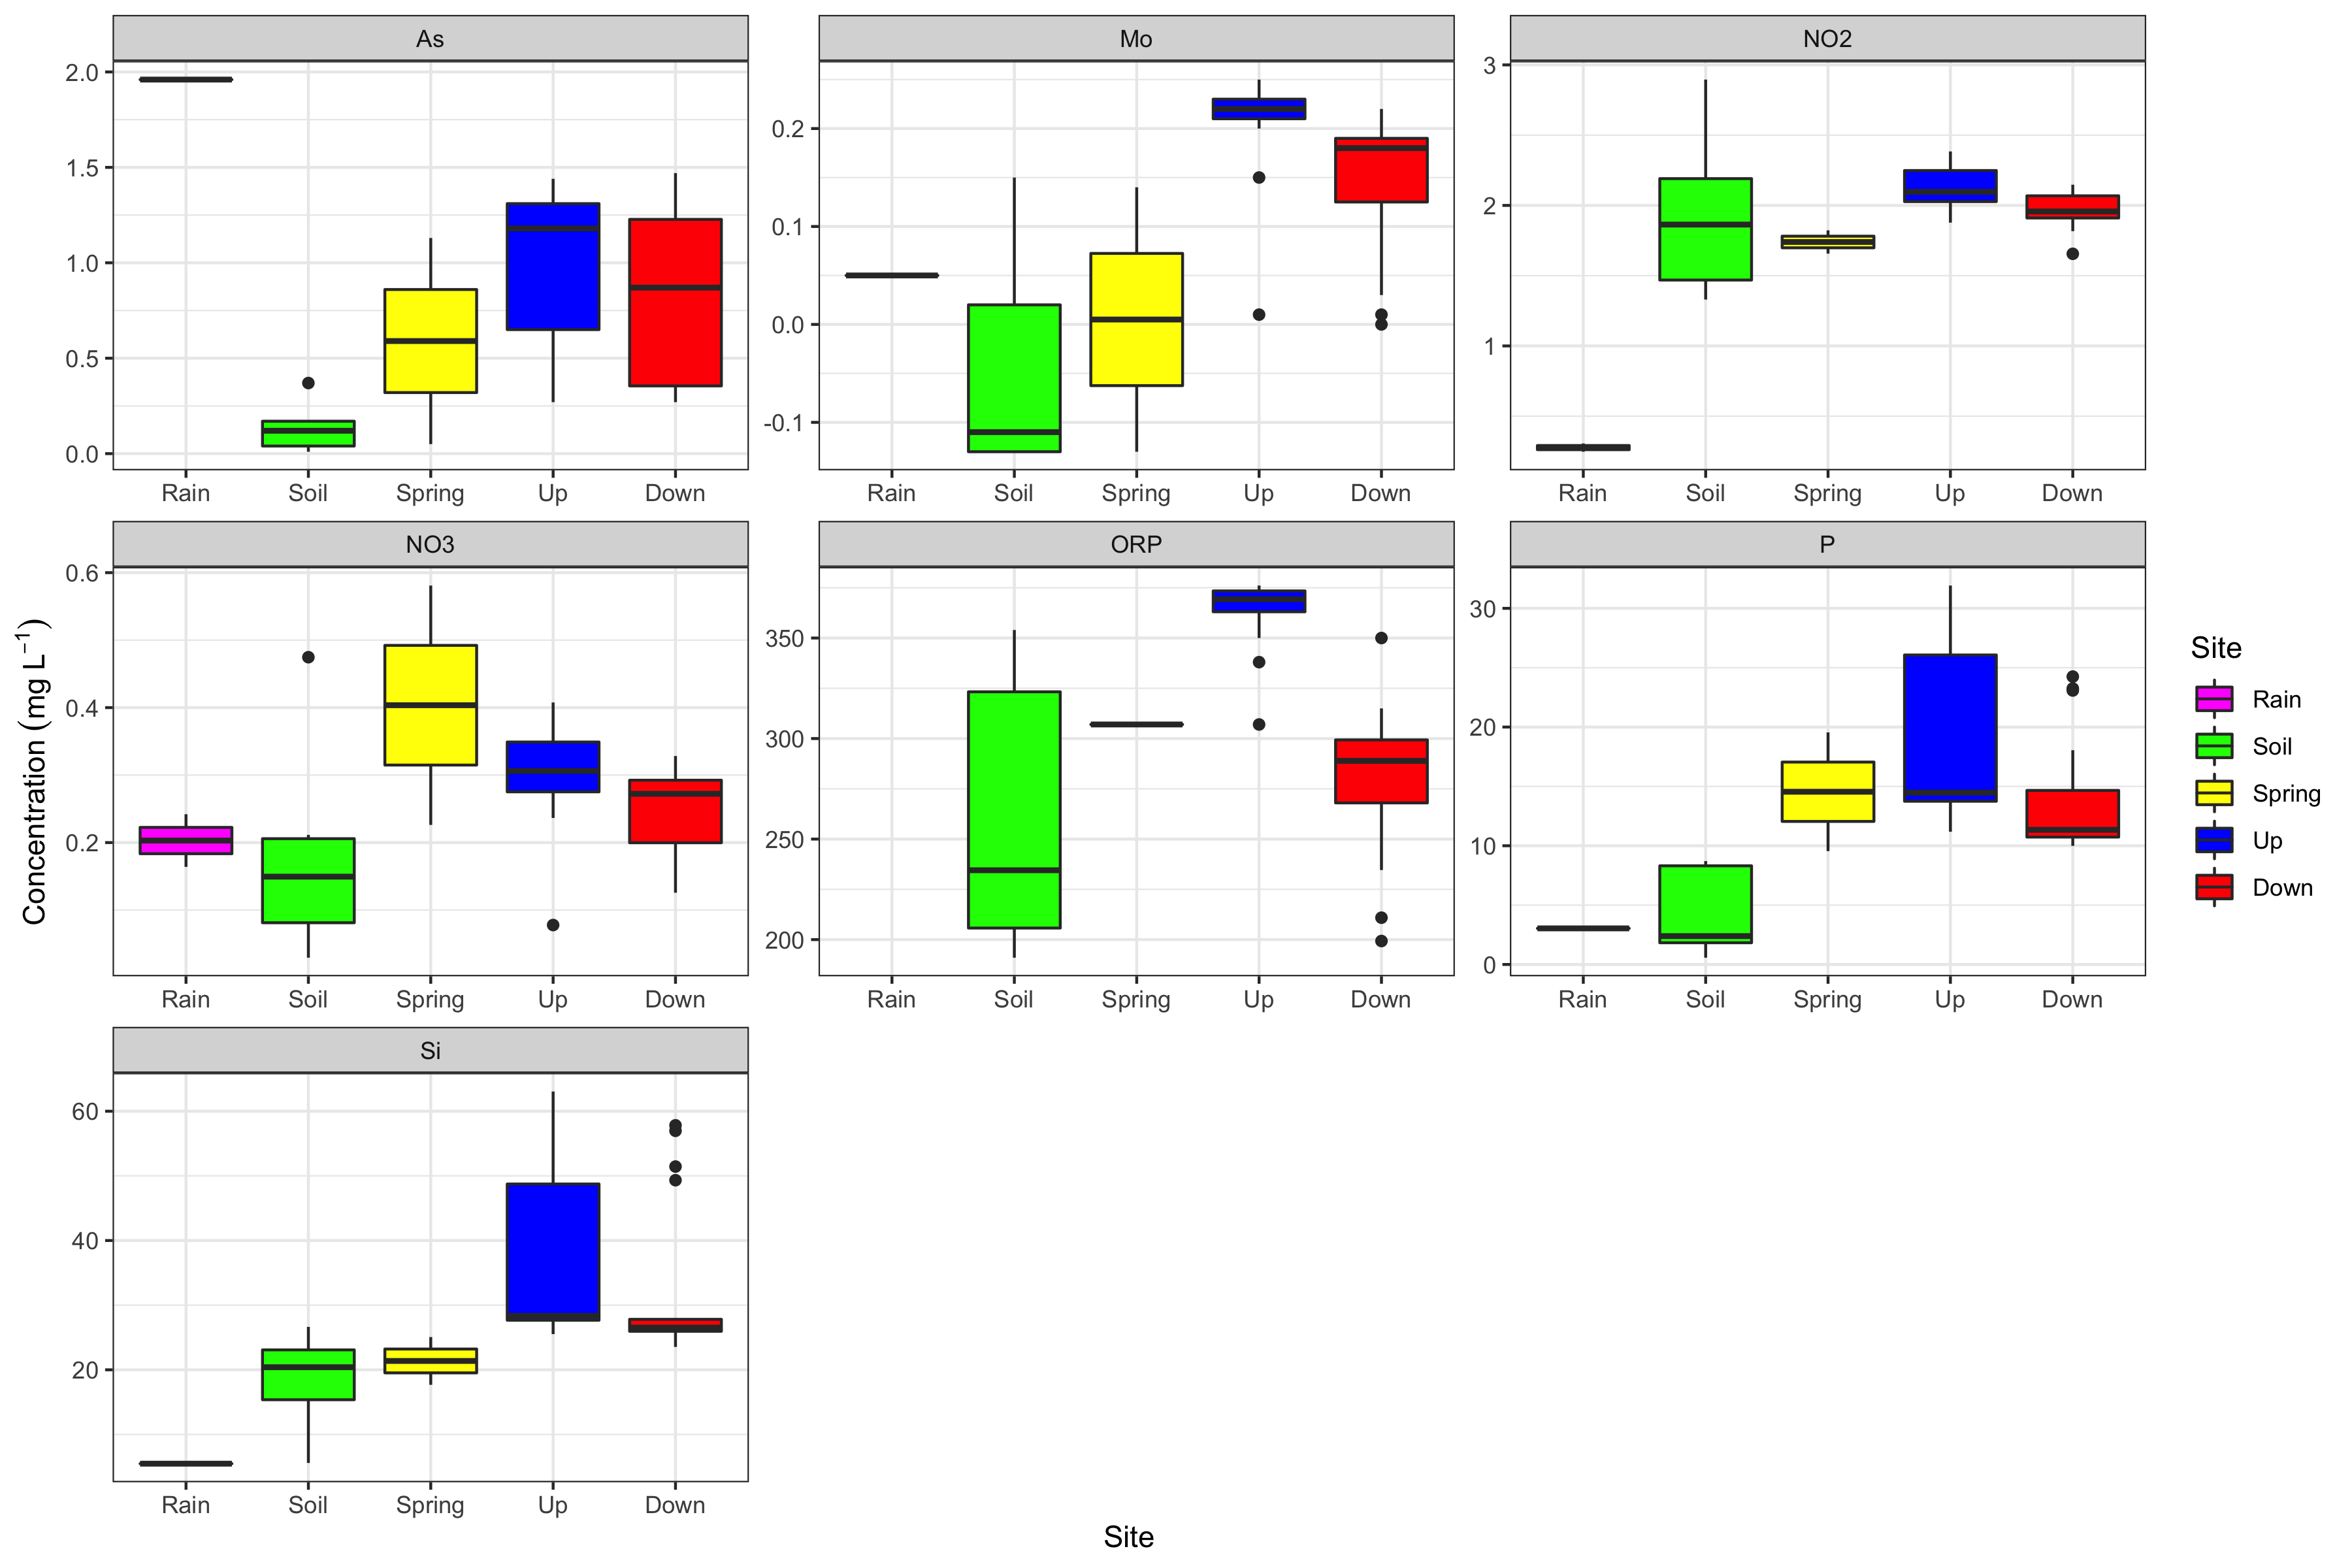 As
2.0
1.5
1.0
0.5
0.0
Rain Soil Spring Up Down
Mo
0.2
0.1
0.0
-0.1
Rain Soil Spring Up Down
NO2
3
2
1
Rain Soil Spring Up Down
NO3
0.6
0.4
0.2
Rain Soil Spring Up Down
ORP
350
300
250
200
Rain Soil Spring Up Down
P
30
20
10
0
Rain Soil Spring Up Down
Si
60
40
20
Rain Soil Spring Up Down
Concentration (mg L⁻¹)
Site
Site
Rain
Soil
Spring
Up
Down